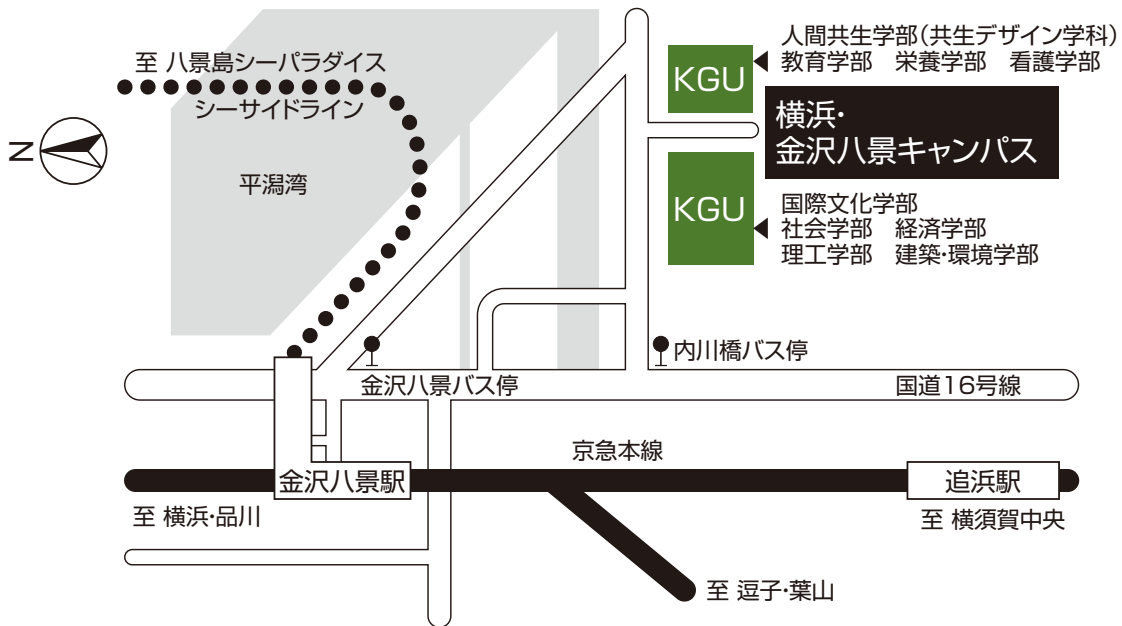 人間共生学部(共生デザイン学科)
教育学部　栄養学部　看護学部
至 八景島シーパラダイス
シーサイドライン
KGU
横浜・
金沢八景キャンパス
N
平潟湾
KGU
国際文化学部
社会学部　経済学部
理工学部　建築・環境学部
内川橋バス停
金沢八景バス停
国道16号線
京急本線
金沢八景駅
追浜駅
至 横浜・品川
至 横須賀中央
至 逗子・葉山